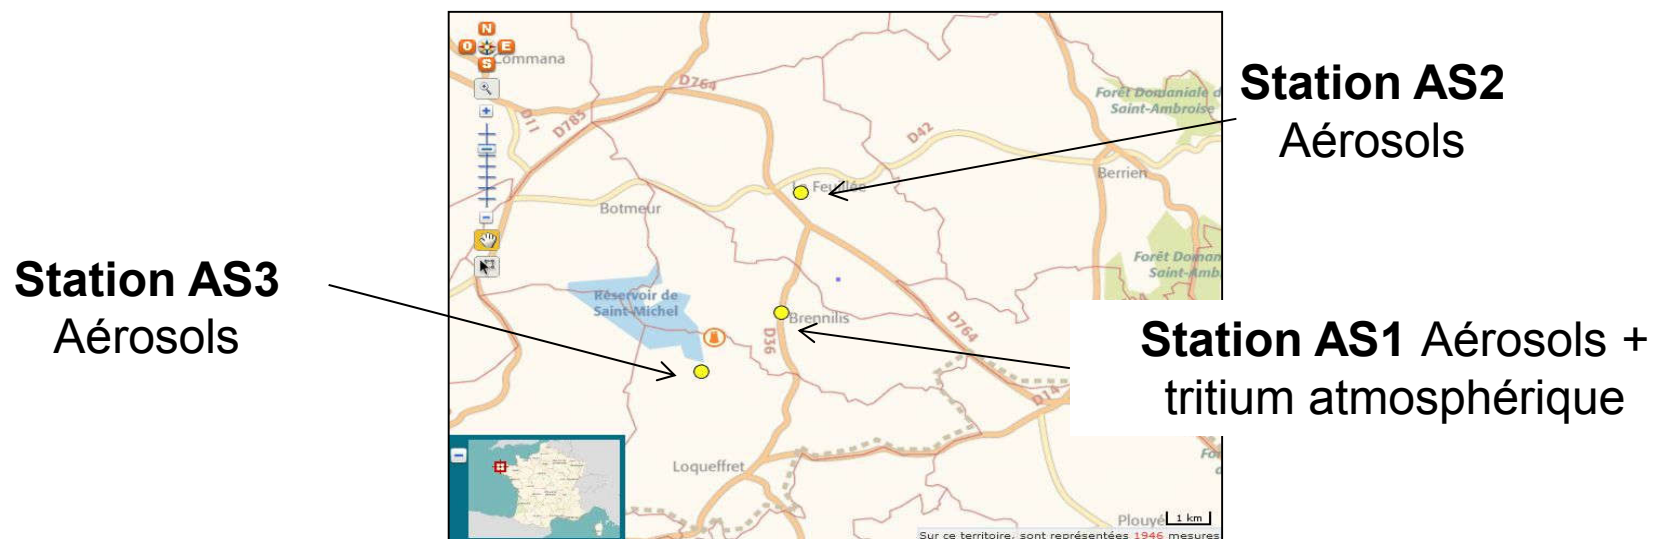 Station AS2
Aérosols
Station AS3
Aérosols
Station AS1 Aérosols +
tritium atmosphérique
N
O
E
S
Commana
D764
D11
D785
D42
Forêt Domaniale d
Saint-Ambroise
La Feuillée
Berrien
Botmeur
Forêt Doman
Saint-Amb
Réservoir de
Saint-Michel
Brennilis
D36
D764
D14
Loqueffret
Fo
Plouyé
1 km
Sur ce territoire, sont représentées 1946 mesures